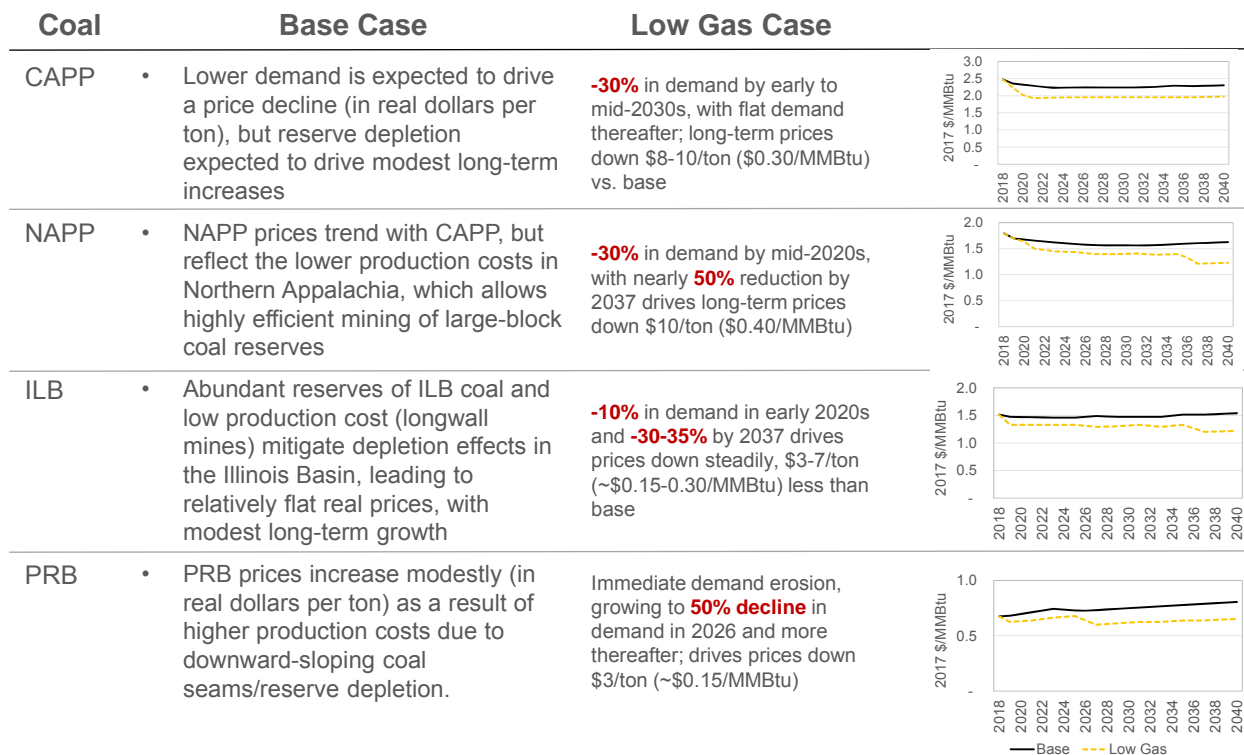 Coal Base Case Low Gas Case
CAPP
• Lower demand is expected to drive
a price decline (in real dollars per
ton), but reserve depletion
expected to drive modest long-term
increases
-30% in demand by early to
mid-2030s, with flat demand
thereafter; long-term prices
down $8-10/ton ($0.30/MMBtu)
vs. base
2017 $/MMBtu
3.0
2.5
2.0
1.5
1.0
0.5
-
2018 2020 2022 2024 2026 2028 2030 2032 2034 2036 2038 2040
NAPP
• NAPP prices trend with CAPP, but
reflect the lower production costs in
Northern Appalachia, which allows
highly efficient mining of large-block
coal reserves
-30% in demand by mid-2020s,
with nearly 50% reduction by
2037 drives long-term prices
down $10/ton ($0.40/MMBtu)
2017 $/MMBtu
2.0
1.5
1.0
0.5
-
2018 2020 2022 2024 2026 2028 2030 2032 2034 2036 2038 2040
ILB
• Abundant reserves of ILB coal and
low production cost (longwall
mines) mitigate depletion effects in
the Illinois Basin, leading to
relatively flat real prices, with
modest long-term growth
-10% in demand in early 2020s
and -30-35% by 2037 drives
prices down steadily, $3-7/ton
(~$0.15-0.30/MMBtu) less than
base
2017 $/MMBtu
2.0
1.5
1.0
0.5
-
2018 2020 2022 2024 2026 2028 2030 2032 2034 2036 2038 2040
PRB
• PRB prices increase modestly (in
real dollars per ton) as a result of
higher production costs due to
downward-sloping coal
seams/reserve depletion.
Immediate demand erosion,
growing to 50% decline in
demand in 2026 and more
thereafter; drives prices down
$3/ton (~$0.15/MMBtu)
2017 $/MMBtu
1.0
0.5
-
2018 2020 2022 2024 2026 2028 2030 2032 2034 2036 2038 2040
Base Low Gas